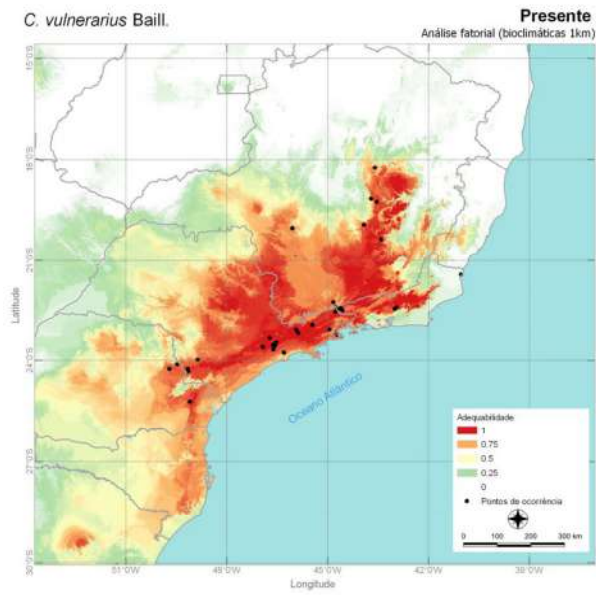 C. vulnerarius Baill.
Presente
Análise fatorial (bioclimáticas 1km)
15°0'S
18°0'S
21°0'S
24°0'S
27°0'S
30°0'S
Latitude
Oceano Atlântico
Adequabilidade
1
0.75
0.5
0.25
0
Pontos de ocorrência
0 100 200 300 km
51°0'W 48°0'W 45°0'W 42°0'W 39°0'W
Longitude